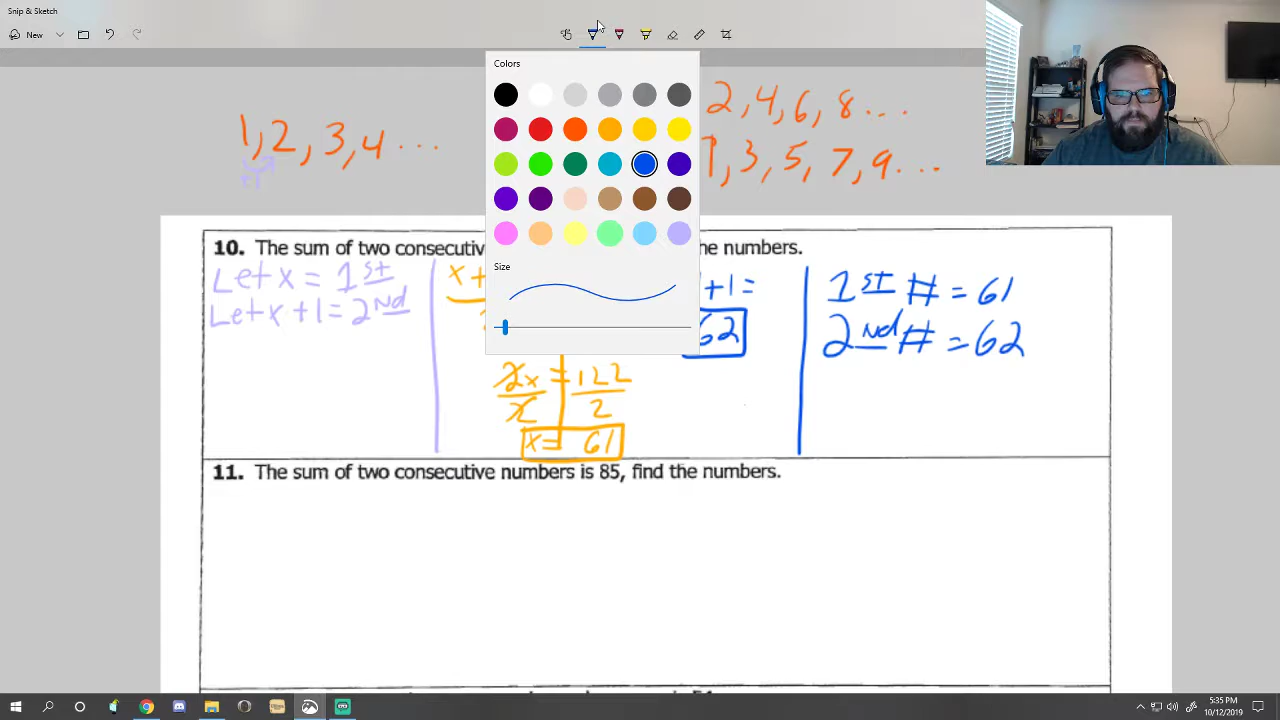 Snip & Sketch
New
Colors
Size
1, 2, 3, 4 ...
+1
2, 4, 6, 8 ...
1, 3, 5, 7, 9 ...
10. The sum of two consecutiv
he numbers.
Let x = 1st
Let x + 1 = 2nd
x +
+ 1 =
62
2x = 122
2
x = 61
1st # = 61
2nd # = 62
11. The sum of two consecutive numbers is 85, find the numbers.
5:35 PM
10/12/2019